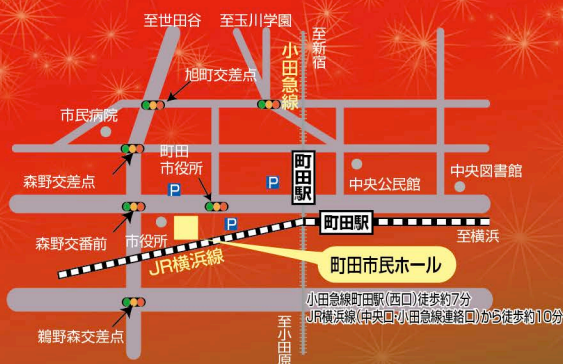 至世田谷
至玉川学園
至新宿
小田急線
旭町交差点
市民病院
町田
市役所
P
P
町田駅
森野交差点
中央公民館
中央図書館
森野交番前
市役所
P
町田駅
至横浜
JR横浜線
町田市民ホール
小田急線町田駅(西口)徒歩約7分
JR横浜線(中央口・小田急線連絡口)から徒歩約10分
鵜野森交差点
至小田原